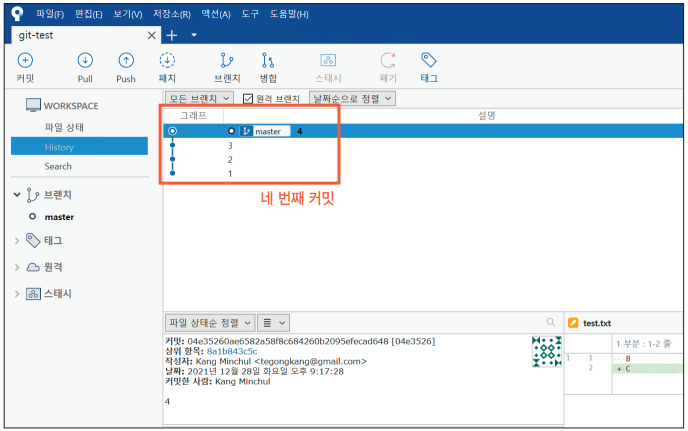 파일(F) 편집(E) 보기(V) 저장소(R) 액션(A) 도구 도움말(H)
git-test
커밋 Pull Push 패치 브랜치 병합 스태시 폐기 태그
WORKSPACE
파일 상태
History
Search
브랜치
master
태그
원격
스태시
모든 브랜치 원격 브랜치 날짜순으로 정렬
그래프 설명
master 4
3
2
1
네 번째 커밋
파일 상태순 정렬
커밋: 04e35260ae6582a58f8c684260b2095efecad648 [04e3526]
상위 항목: 8a1b843c5c
작성자: Kang Minchul <tegongkang@gmail.com>
날짜: 2021년 12월 28일 화요일 오후 9:17:28
커밋한 사람: Kang Minchul
4
test.txt
1 부분 : 1-2 줄
1 1 B
2 + C